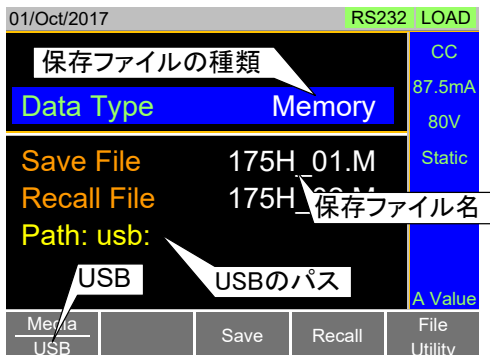 01/Oct/2017 RS232 LOAD
保存ファイルの種類
CC
87.5mA
Data Type Memory
80V
Save File 175H_01.M
Static
Recall File 175H_
保存ファイル名
Path: usb:
USB
USBのパス
A Value
Media
USB
Save
Recall
File
Utility